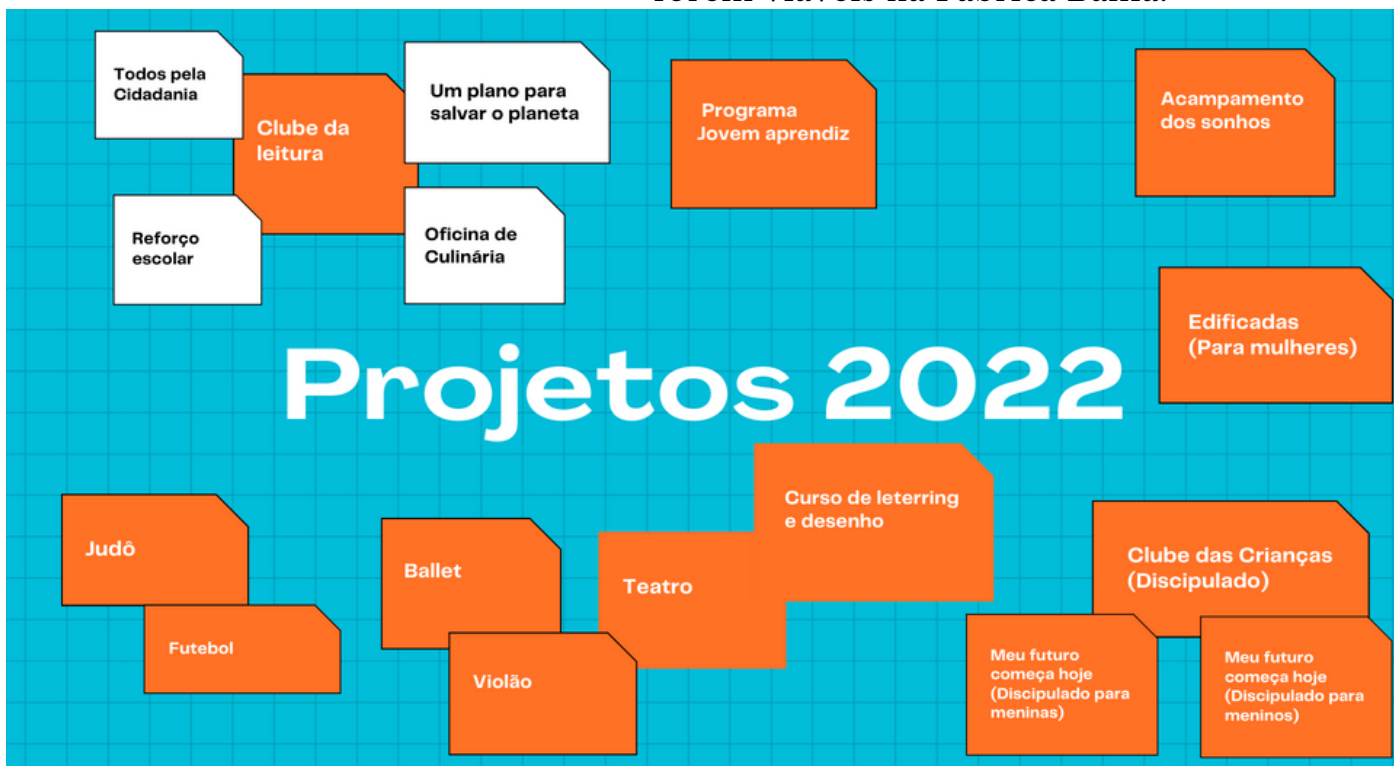 Todos pela
Cidadania
Clube da
leitura
Um plano para
salvar o planeta
Programa
Jovem aprendiz
Acampamento
dos sonhos
Reforço
escolar
Oficina de
Culinária
Edificadas
(Para mulheres)
Projetos 2022
Judô
Futebol
Ballet
Violão
Teatro
Curso de leterring
e desenho
Clube das Crianças
(Discipulado)
Meu futuro
começa hoje
(Discipulado para
meninas)
Meu futuro
começa hoje
(Discipulado para
meninos)